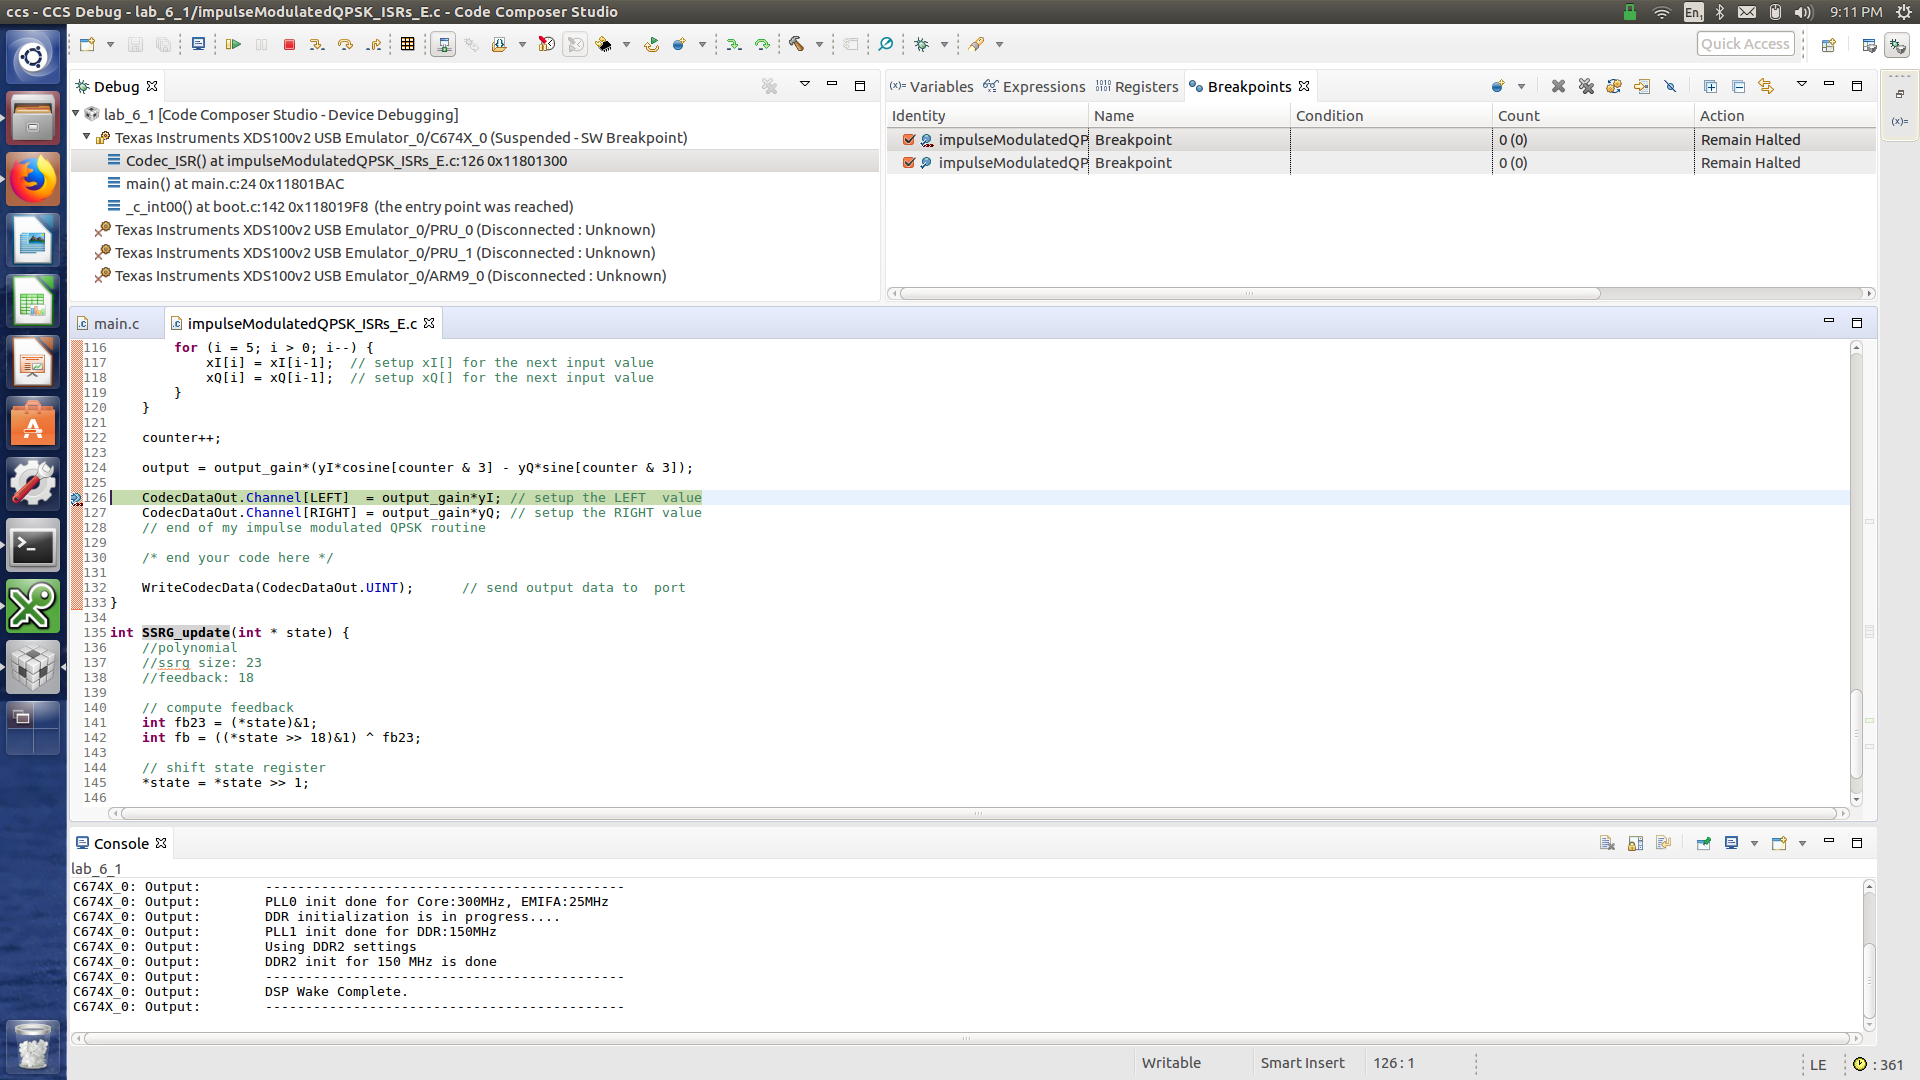 ccs - CCS Debug - lab_6_1/impulseModulatedQPSK_ISRs_E.c - Code Composer Studio
En1
9:11 PM
Quick Access
Debug
lab_6_1 [Code Composer Studio - Device Debugging]
Texas Instruments XDS100v2 USB Emulator_0/C674X_0 (Suspended - SW Breakpoint)
Codec_ISR() at impulseModulatedQPSK_ISRs_E.c:126 0x11801300
main() at main.c:24 0x11801BAC
_c_int00() at boot.c:142 0x118019F8 (the entry point was reached)
Texas Instruments XDS100v2 USB Emulator_0/PRU_0 (Disconnected : Unknown)
Texas Instruments XDS100v2 USB Emulator_0/PRU_1 (Disconnected : Unknown)
Texas Instruments XDS100v2 USB Emulator_0/ARM9_0 (Disconnected : Unknown)
(x)= Variables Expressions 1010 0101 Registers Breakpoints
Identity Name Condition Count Action
impulseModulatedQP Breakpoint 0 (0) Remain Halted
impulseModulatedQP Breakpoint 0 (0) Remain Halted
(x)=
main.c impulseModulatedQPSK_ISRs_E.c
116 for (i = 5; i > 0; i--) {
117 xI[i] = xI[i-1]; // setup xI[] for the next input value
118 xQ[i] = xQ[i-1]; // setup xQ[] for the next input value
119 }
120 }
121
122 counter++;
123
124 output = output_gain*(yI*cosine[counter & 3] - yQ*sine[counter & 3]);
125
126 CodecDataOut.Channel[LEFT] = output_gain*yI; // setup the LEFT value
127 CodecDataOut.Channel[RIGHT] = output_gain*yQ; // setup the RIGHT value
128 // end of my impulse modulated QPSK routine
129
130 /* end your code here */
131
132 WriteCodecData(CodecDataOut.UINT); // send output data to port
133 }
134
135 int SSRG_update(int * state) {
136 //polynomial
137 //ssrg size: 23
138 //feedback: 18
139
140 // compute feedback
141 int fb23 = (*state)&1;
142 int fb = ((*state >> 18)&1) ^ fb23;
143
144 // shift state register
145 *state = *state >> 1;
146
Console
lab_6_1
C674X_0: Output: ---------------------------------------------
C674X_0: Output: PLL0 init done for Core:300MHz, EMIFA:25MHz
C674X_0: Output: DDR initialization is in progress....
C674X_0: Output: PLL1 init done for DDR:150MHz
C674X_0: Output: Using DDR2 settings
C674X_0: Output: DDR2 init for 150 MHz is done
C674X_0: Output: ---------------------------------------------
C674X_0: Output: DSP Wake Complete.
C674X_0: Output: ---------------------------------------------
Writable Smart Insert 126 : 1 LE : 361